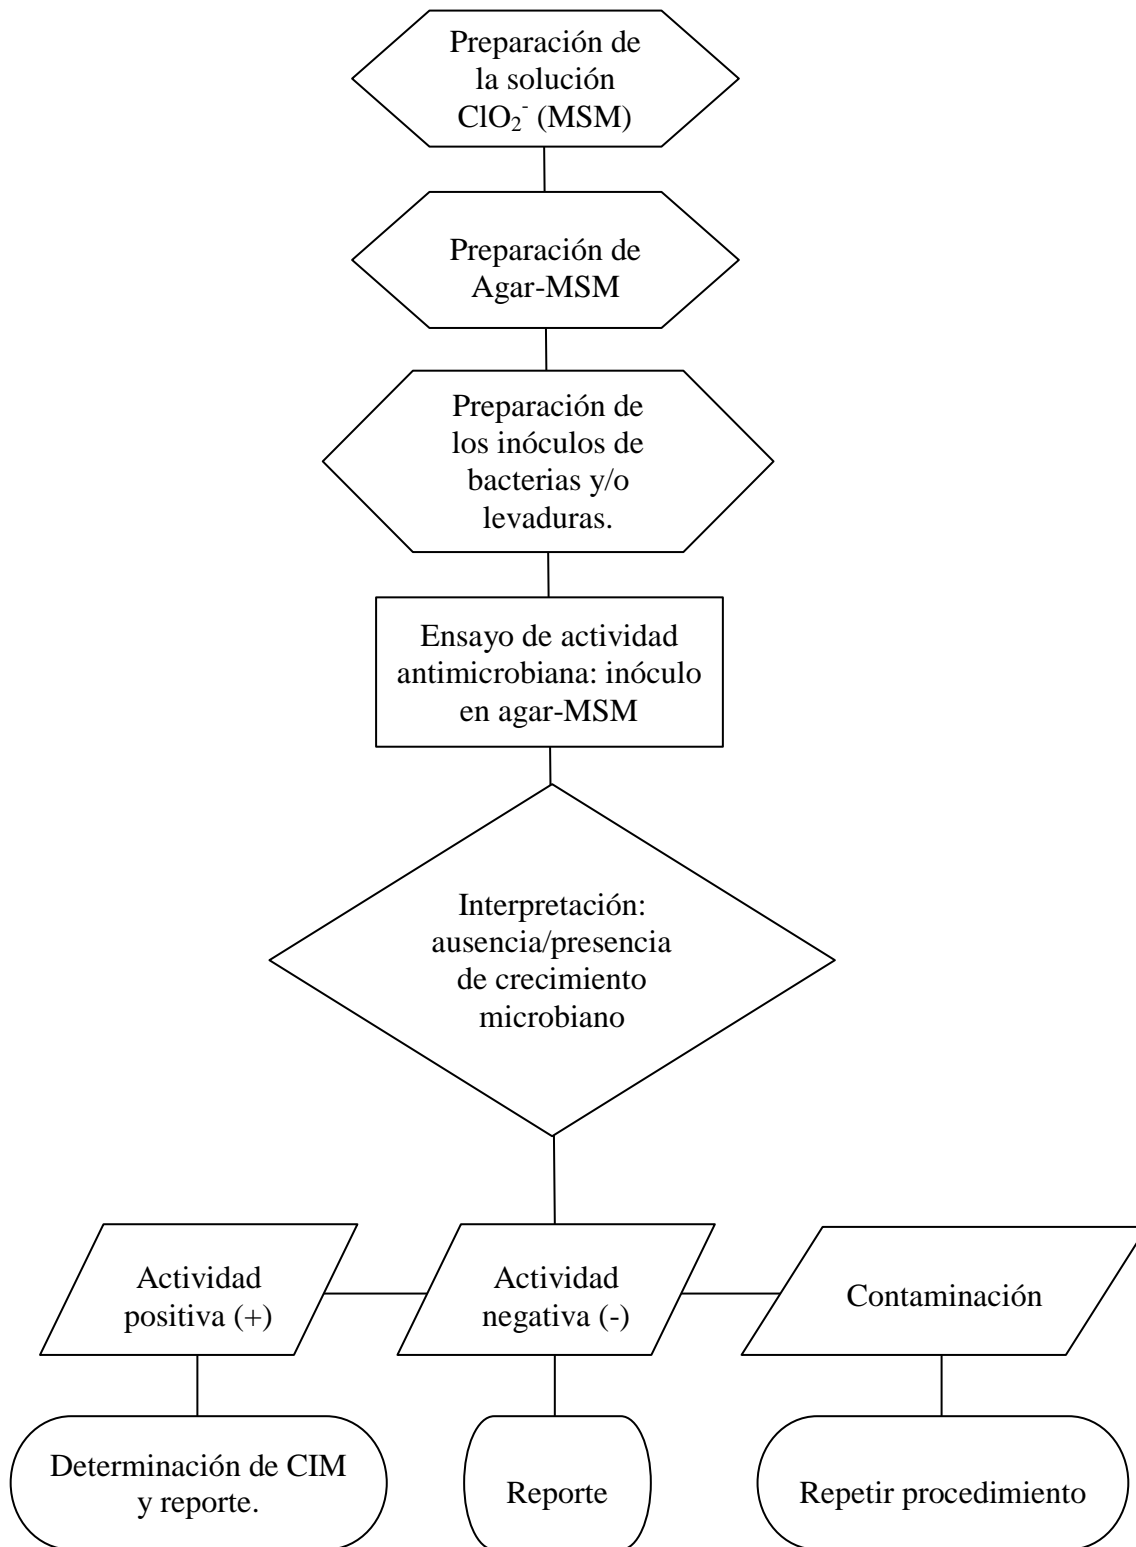 Preparación de
la solución
ClO₂⁻ (MSM)
Preparación de
Agar-MSM
Preparación de
los inóculos de
bacterias y/o
levaduras.
Ensayo de actividad
antimicrobiana: inóculo
en agar-MSM
Interpretación:
ausencia/presencia
de crecimiento
microbiano
Actividad
positiva (+)
Actividad
negativa (-)
Contaminación
Determinación de CIM
y reporte.
Reporte
Repetir procedimiento